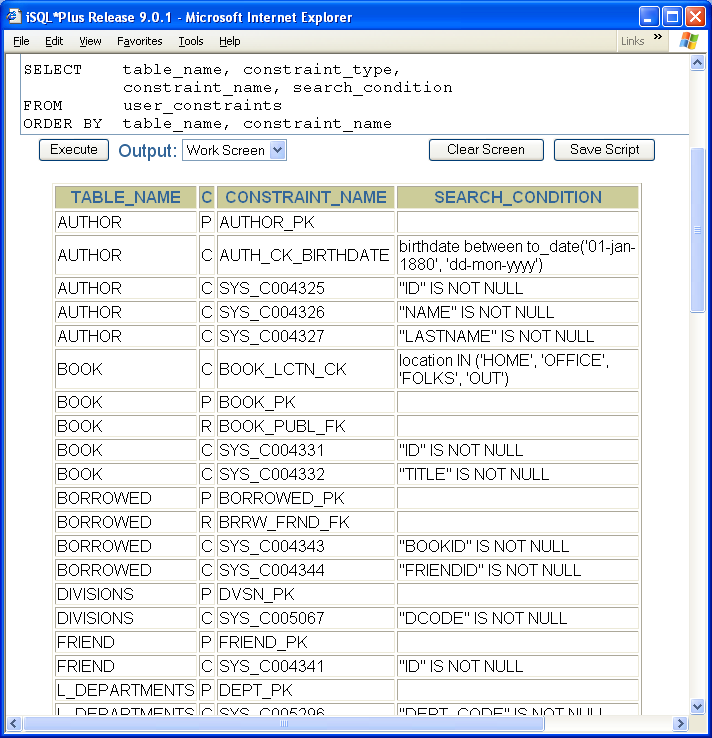 iSQL*Plus Release 9.0.1 - Microsoft Internet Explorer
File Edit View Favorites Tools Help Links »
SELECT table_name, constraint_type,
constraint_name, search_condition
FROM user_constraints
ORDER BY table_name, constraint_name
Execute Output: Work Screen Clear Screen Save Script
TABLE_NAME C CONSTRAINT_NAME SEARCH_CONDITION
AUTHOR P AUTHOR_PK
AUTHOR C AUTH_CK_BIRTHDATE birthdate between to_date('01-jan-
1880', 'dd-mon-yyyy')
AUTHOR C SYS_C004325 "ID" IS NOT NULL
AUTHOR C SYS_C004326 "NAME" IS NOT NULL
AUTHOR C SYS_C004327 "LASTNAME" IS NOT NULL
BOOK C BOOK_LCTN_CK location IN ('HOME', 'OFFICE',
'FOLKS', 'OUT')
BOOK P BOOK_PK
BOOK R BOOK_PUBL_FK
BOOK C SYS_C004331 "ID" IS NOT NULL
BOOK C SYS_C004332 "TITLE" IS NOT NULL
BORROWED P BORROWED_PK
BORROWED R BRRW_FRND_FK
BORROWED C SYS_C004343 "BOOKID" IS NOT NULL
BORROWED C SYS_C004344 "FRIENDID" IS NOT NULL
DIVISIONS P DVSN_PK
DIVISIONS C SYS_C005067 "DCODE" IS NOT NULL
FRIEND P FRIEND_PK
FRIEND C SYS_C004341 "ID" IS NOT NULL
L_DEPARTMENTS P DEPT_PK
L_DEPARTMENTS C SYS_C005296 "DEPT_CODE" IS NOT NULL